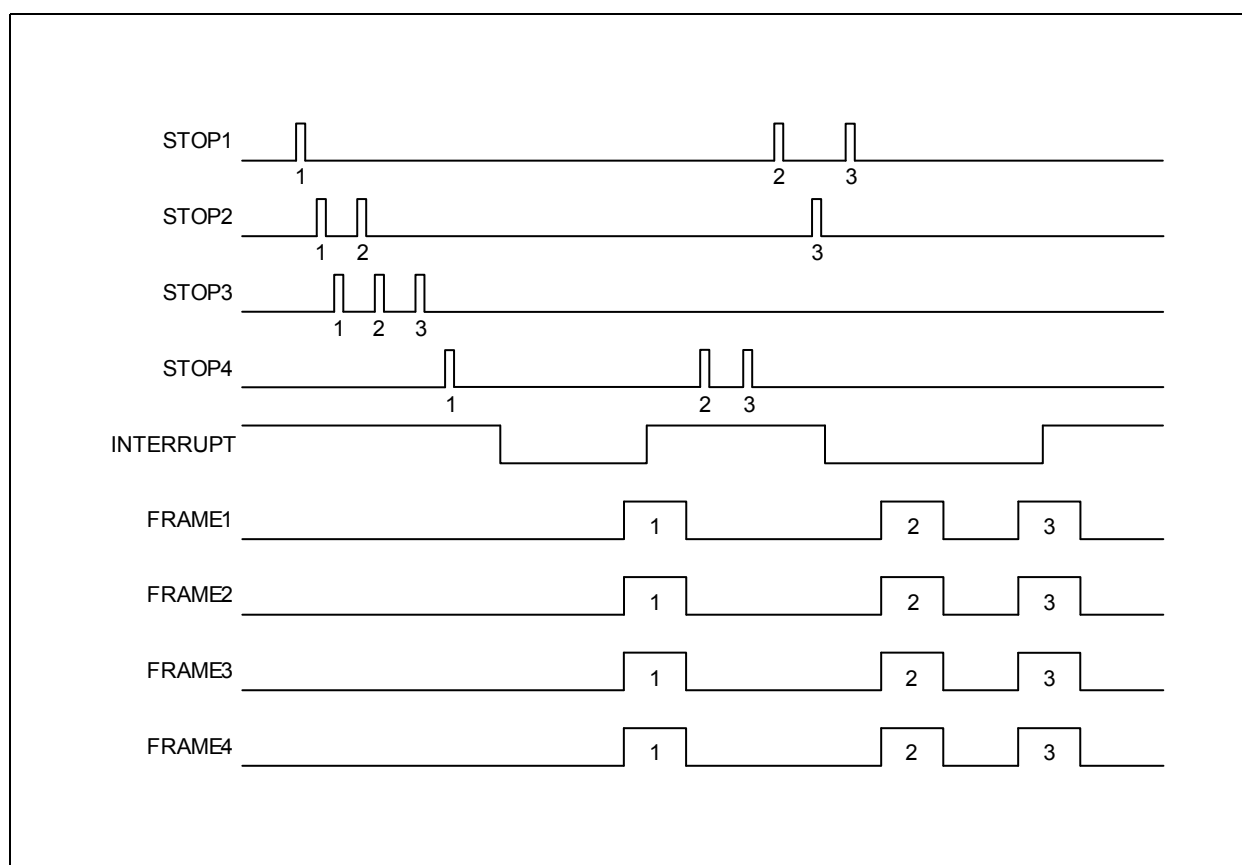 STOP1
1 2 3
STOP2
1 2 3
STOP3
1 2 3
STOP4
1 2 3
INTERRUPT
FRAME1
1 2 3
FRAME2
1 2 3
FRAME3
1 2 3
FRAME4
1 2 3